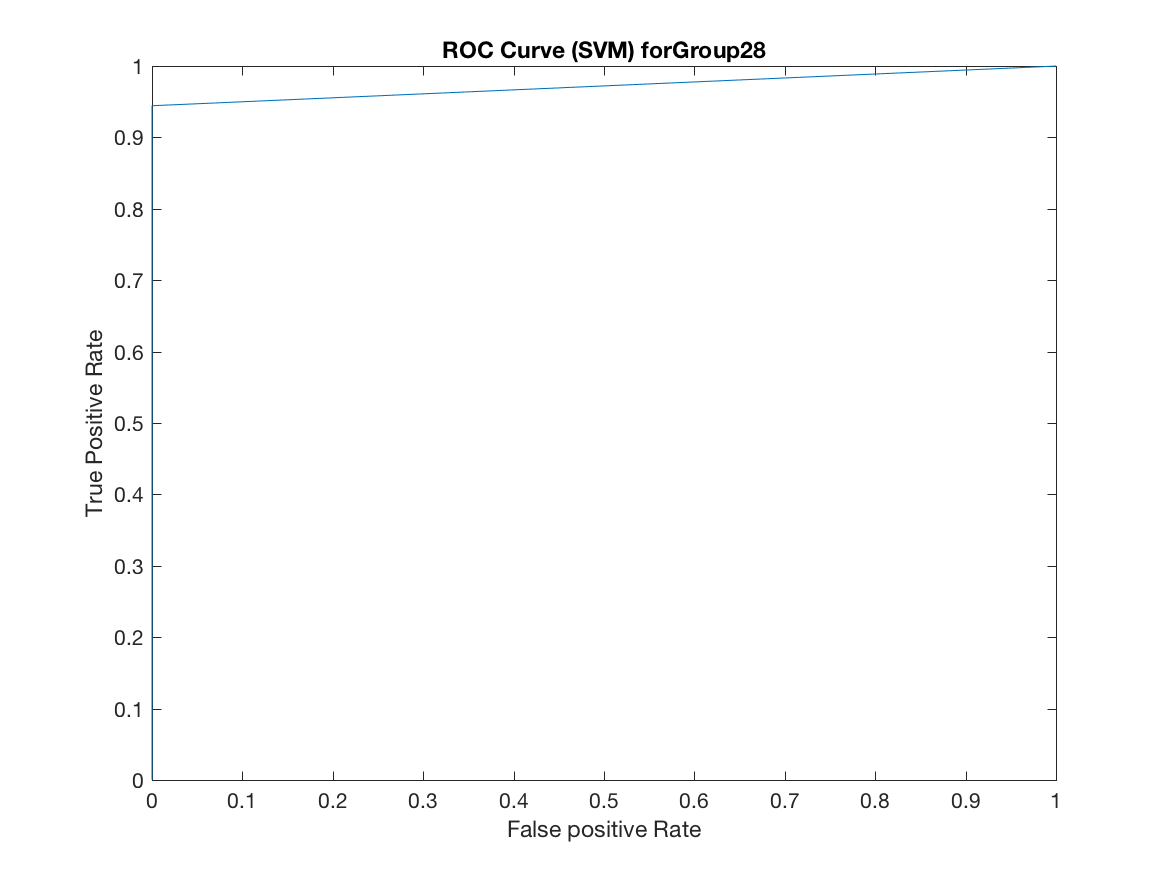 ROC Curve (SVM) forGroup28
1
0.9
0.8
0.7
0.6
0.5
0.4
0.3
0.2
0.1
0
True Positive Rate
0 0.1 0.2 0.3 0.4 0.5 0.6 0.7 0.8 0.9 1
False positive Rate